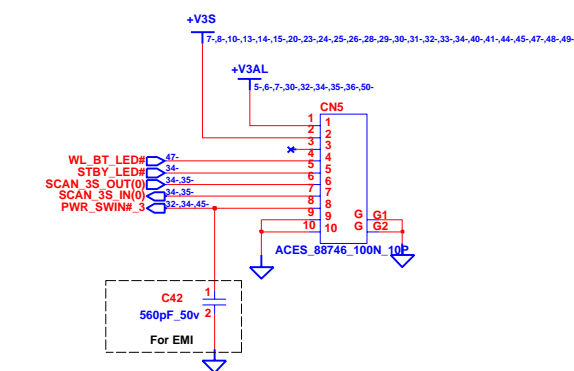 +V3S
7-,8-,10-,13-,14-,15-,20-,23-,24-,25-,26-,28-,29-,30-,31-,32-,33-,34-,40-,41-,44-,45-,47-,48-,49-
+V3AL
5-,6-,7-,30-,32-,34-,35-,36-,50-
CN5
1 1
2 2
3 3
WL_BT_LED# 47- 4 4
STBY_LED# 34- 5 5
SCAN_3S_OUT(0) 34-,35- 6 6
SCAN_3S_IN(0) 34-,35- 7 7
PWR_SWIN#_3 32-,34-,45- 8 8
9 9 G G1
10 10 G G2
ACES_88746_100N_10P
C42 1
560pF_50v 2
For EMI